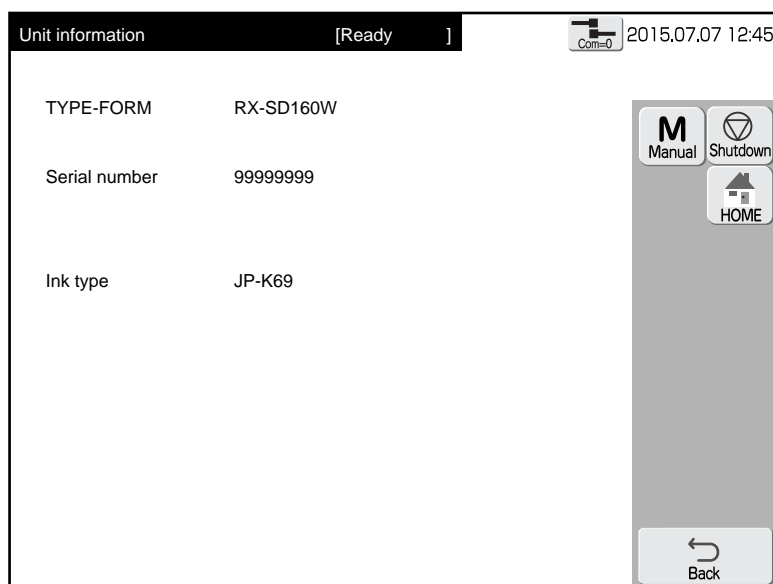 Unit information [Ready ] Com=0 2015.07.07 12:45
TYPE-FORM RX-SD160W
M
Manual Shutdown
Serial number 99999999
HOME
Ink type JP-K69
Back